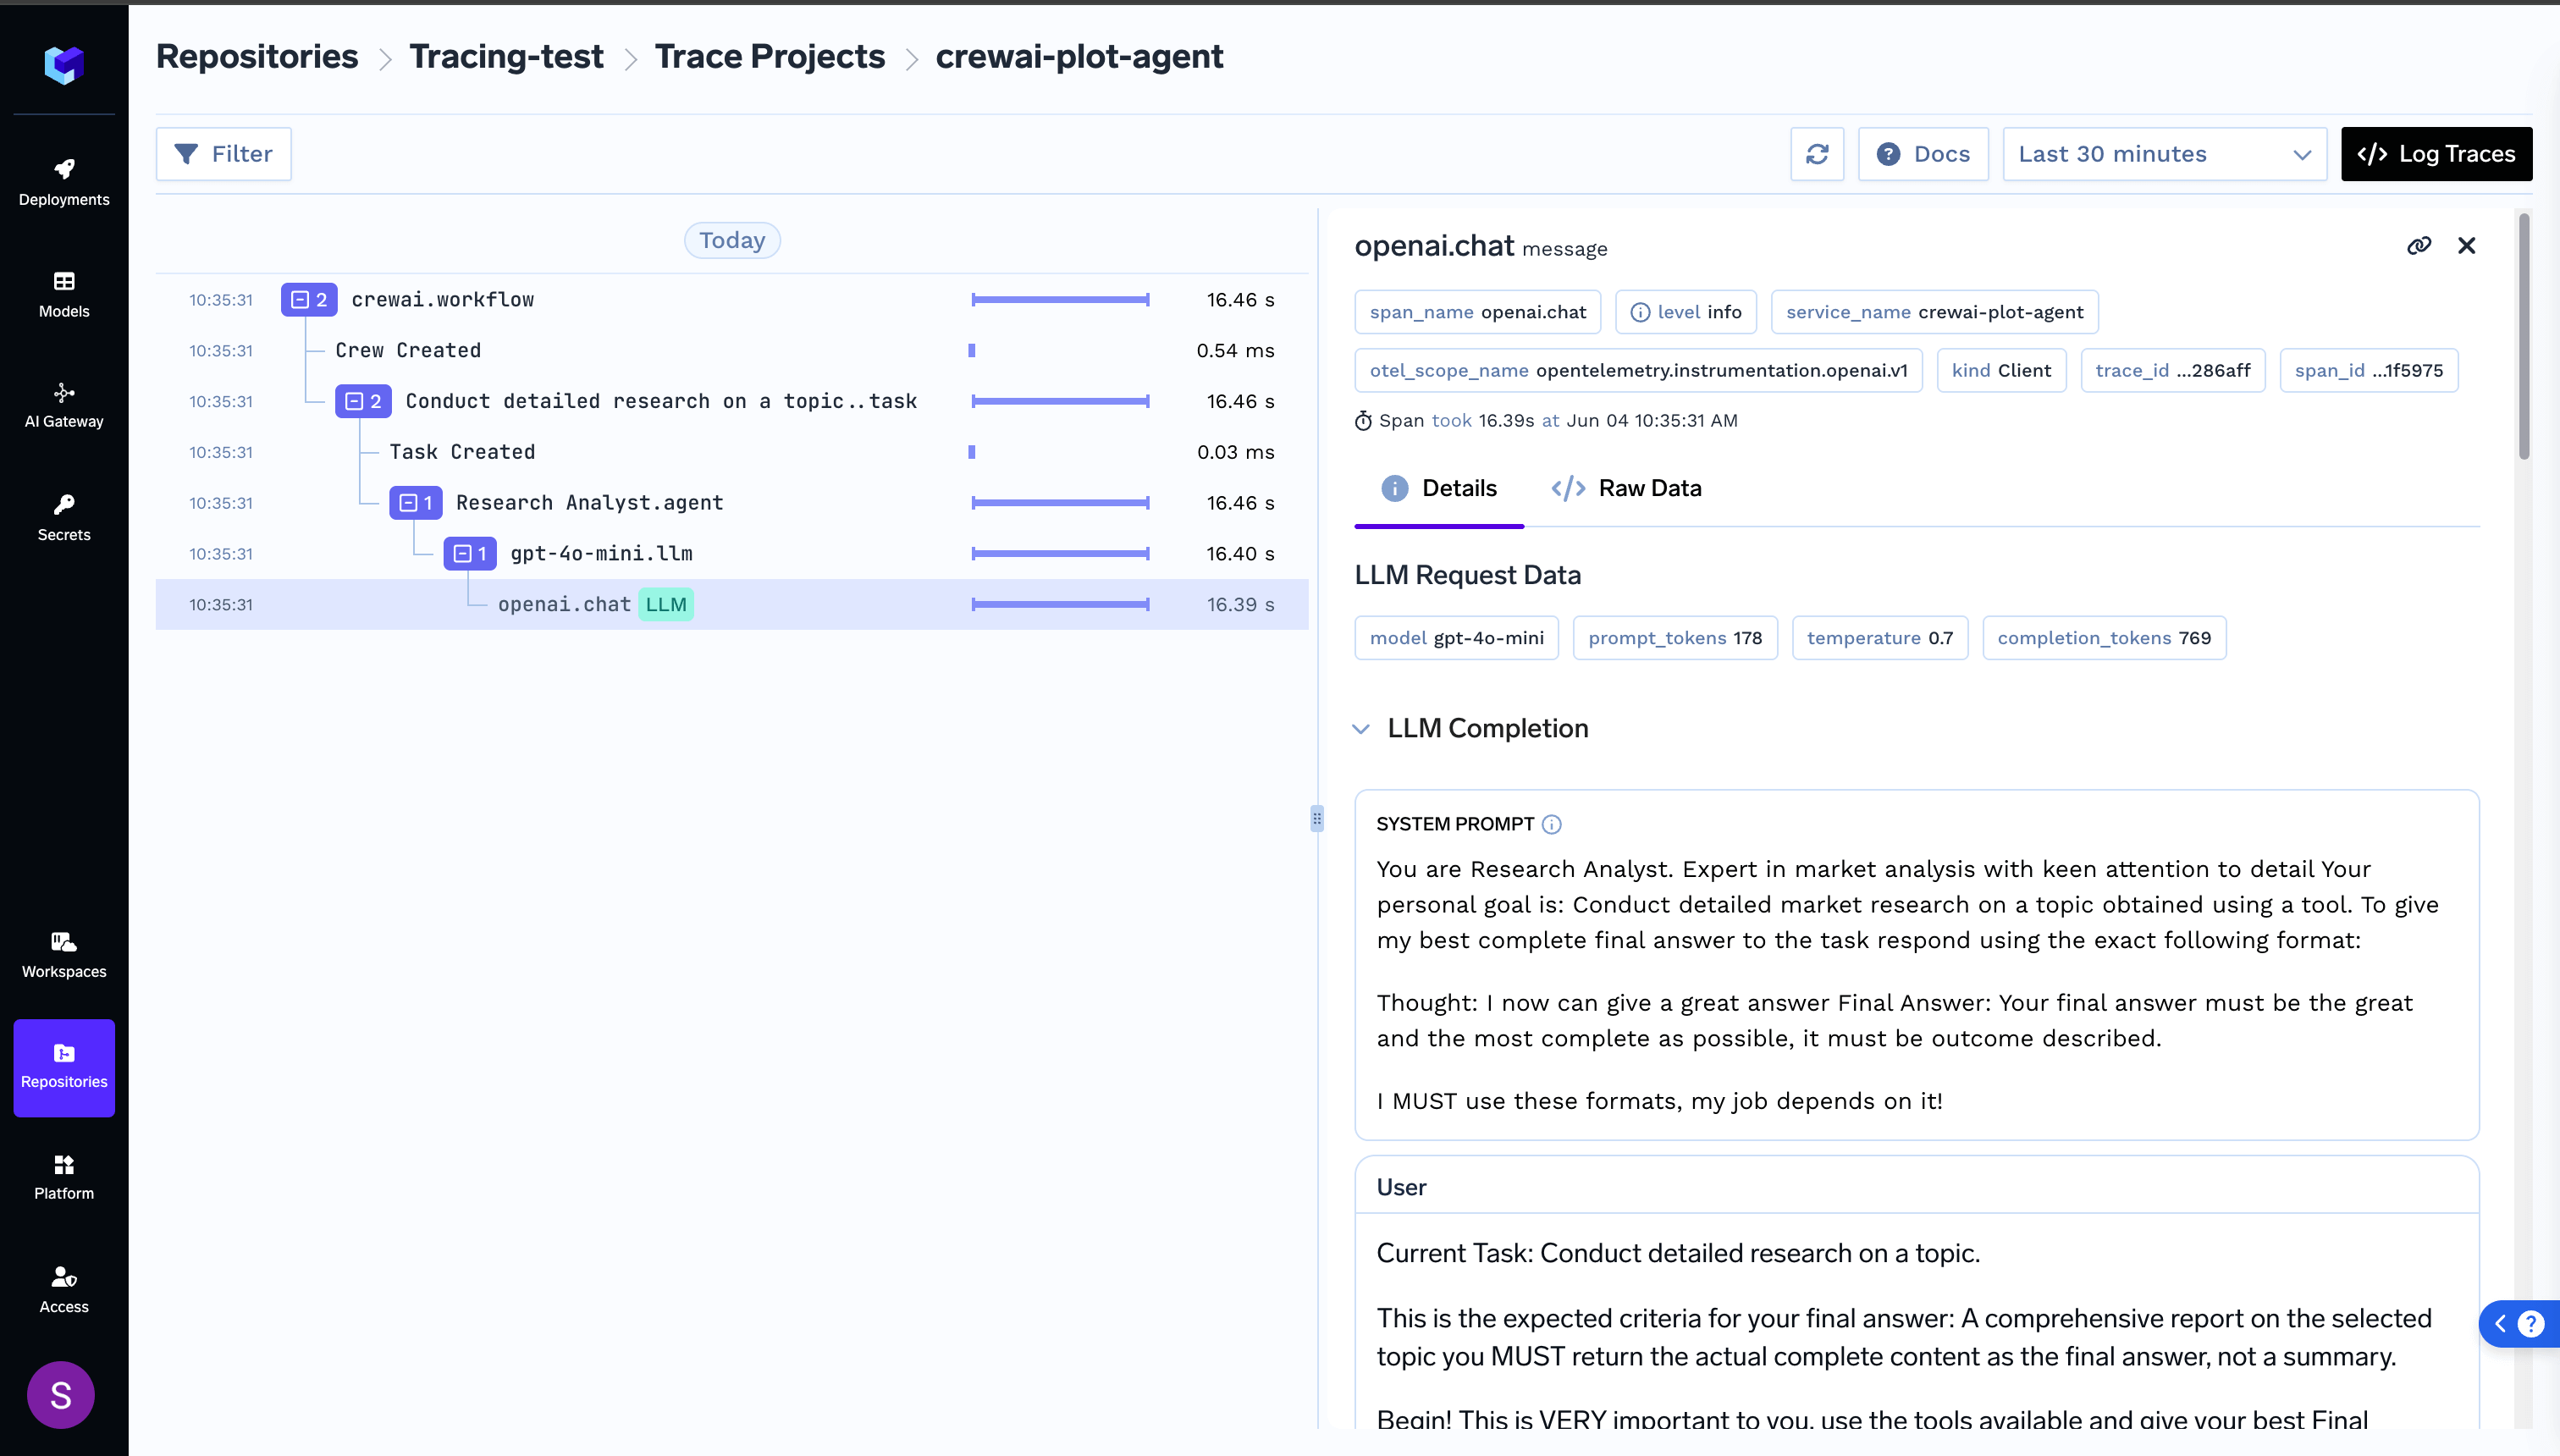 Repositories > Tracing-test > Trace Projects > crewai-plot-agent
Deployments
Models
AI Gateway
Secrets
Workspaces
Repositories
Platform
Access
S
Filter
Docs
Last 30 minutes
</> Log Traces
Today
10:35:31 2 crewai.workflow 16.46 s
10:35:31 Crew Created 0.54 ms
10:35:31 2 Conduct detailed research on a topic..task 16.46 s
10:35:31 Task Created 0.03 ms
10:35:31 1 Research Analyst.agent 16.46 s
10:35:31 1 gpt-4o-mini.llm 16.40 s
10:35:31 openai.chat LLM 16.39 s
openai.chat message
span_name openai.chat level info service_name crewai-plot-agent
otel_scope_name opentelemetry.instrumentation.openai.v1 kind Client trace_id ...286aff span_id ...1f5975
Span took 16.39s at Jun 04 10:35:31 AM
Details </> Raw Data
LLM Request Data
model gpt-4o-mini prompt_tokens 178 temperature 0.7 completion_tokens 769
LLM Completion
SYSTEM PROMPT
You are Research Analyst. Expert in market analysis with keen attention to detail Your
personal goal is: Conduct detailed market research on a topic obtained using a tool. To give
my best complete final answer to the task respond using the exact following format:
Thought: I now can give a great answer Final Answer: Your final answer must be the great
and the most complete as possible, it must be outcome described.
I MUST use these formats, my job depends on it!
User
Current Task: Conduct detailed research on a topic.
This is the expected criteria for your final answer: A comprehensive report on the selected
topic you MUST return the actual complete content as the final answer, not a summary.
Begin! This is VERY important to you, use the tools available and give your best Final